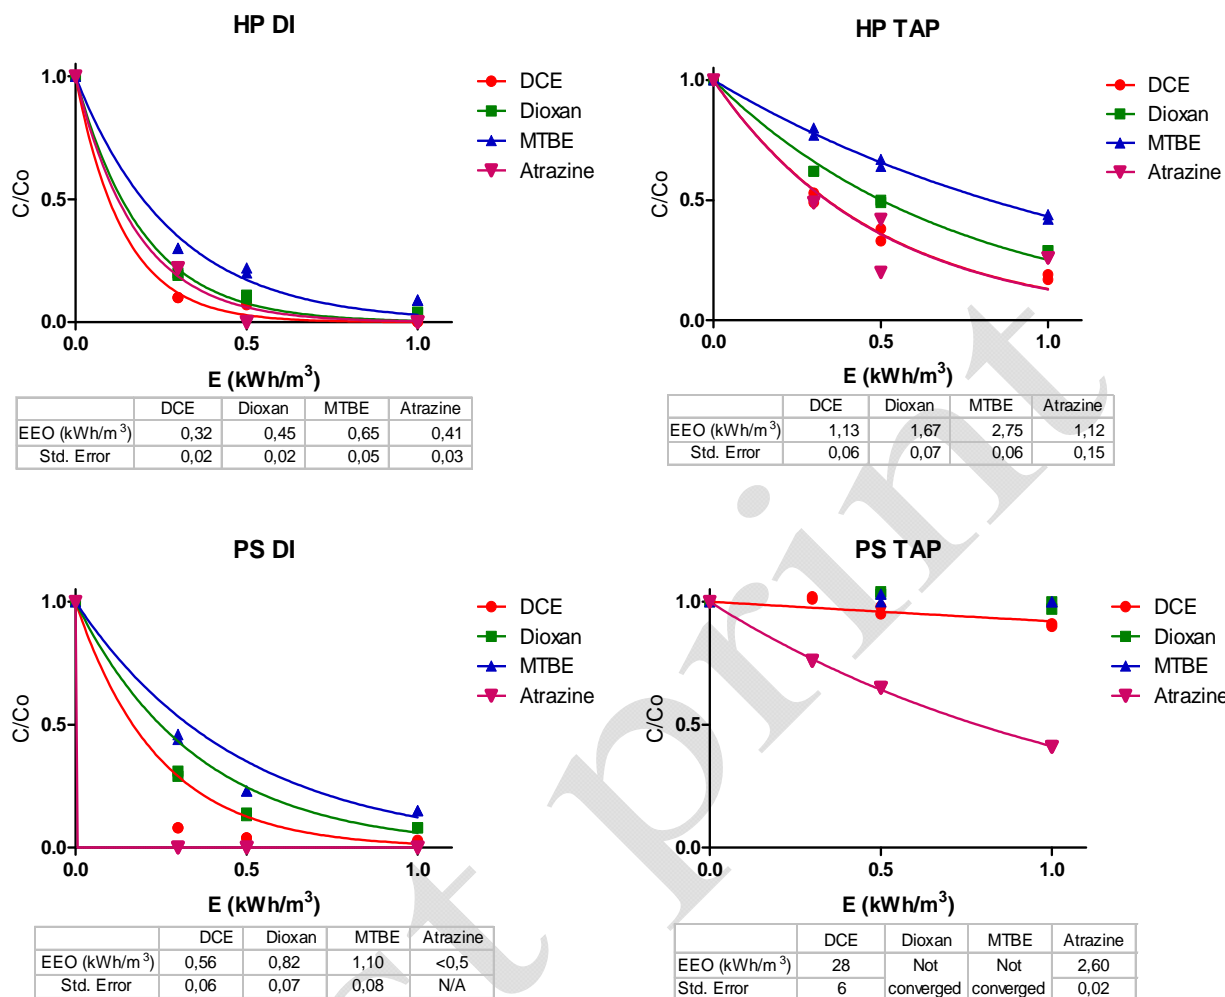 HP DI
1.0
0.5
0.0
C/Co
0.0 0.5 1.0
E (kWh/m³)
DCE
Dioxan
MTBE
Atrazine
DCE Dioxan MTBE Atrazine
EEO (kWh/m³) 0,32 0,45 0,65 0,41
Std. Error 0,02 0,02 0,05 0,03
HP TAP
1.0
0.5
0.0
C/Co
0.0 0.5 1.0
E (kWh/m³)
DCE
Dioxan
MTBE
Atrazine
DCE Dioxan MTBE Atrazine
EEO (kWh/m³) 1,13 1,67 2,75 1,12
Std. Error 0,06 0,07 0,06 0,15
PS DI
1.0
0.5
0.0
C/Co
0.0 0.5 1.0
E (kWh/m³)
DCE
Dioxan
MTBE
Atrazine
DCE Dioxan MTBE Atrazine
EEO (kWh/m³) 0,56 0,82 1,10 <0,5
Std. Error 0,06 0,07 0,08 N/A
PS TAP
1.0
0.5
0.0
C/Co
0.0 0.5 1.0
E (kWh/m³)
DCE
Dioxan
MTBE
Atrazine
DCE Dioxan MTBE Atrazine
EEO (kWh/m³) 28 Not Not 2,60
Std. Error 6 converged converged 0,02
t print